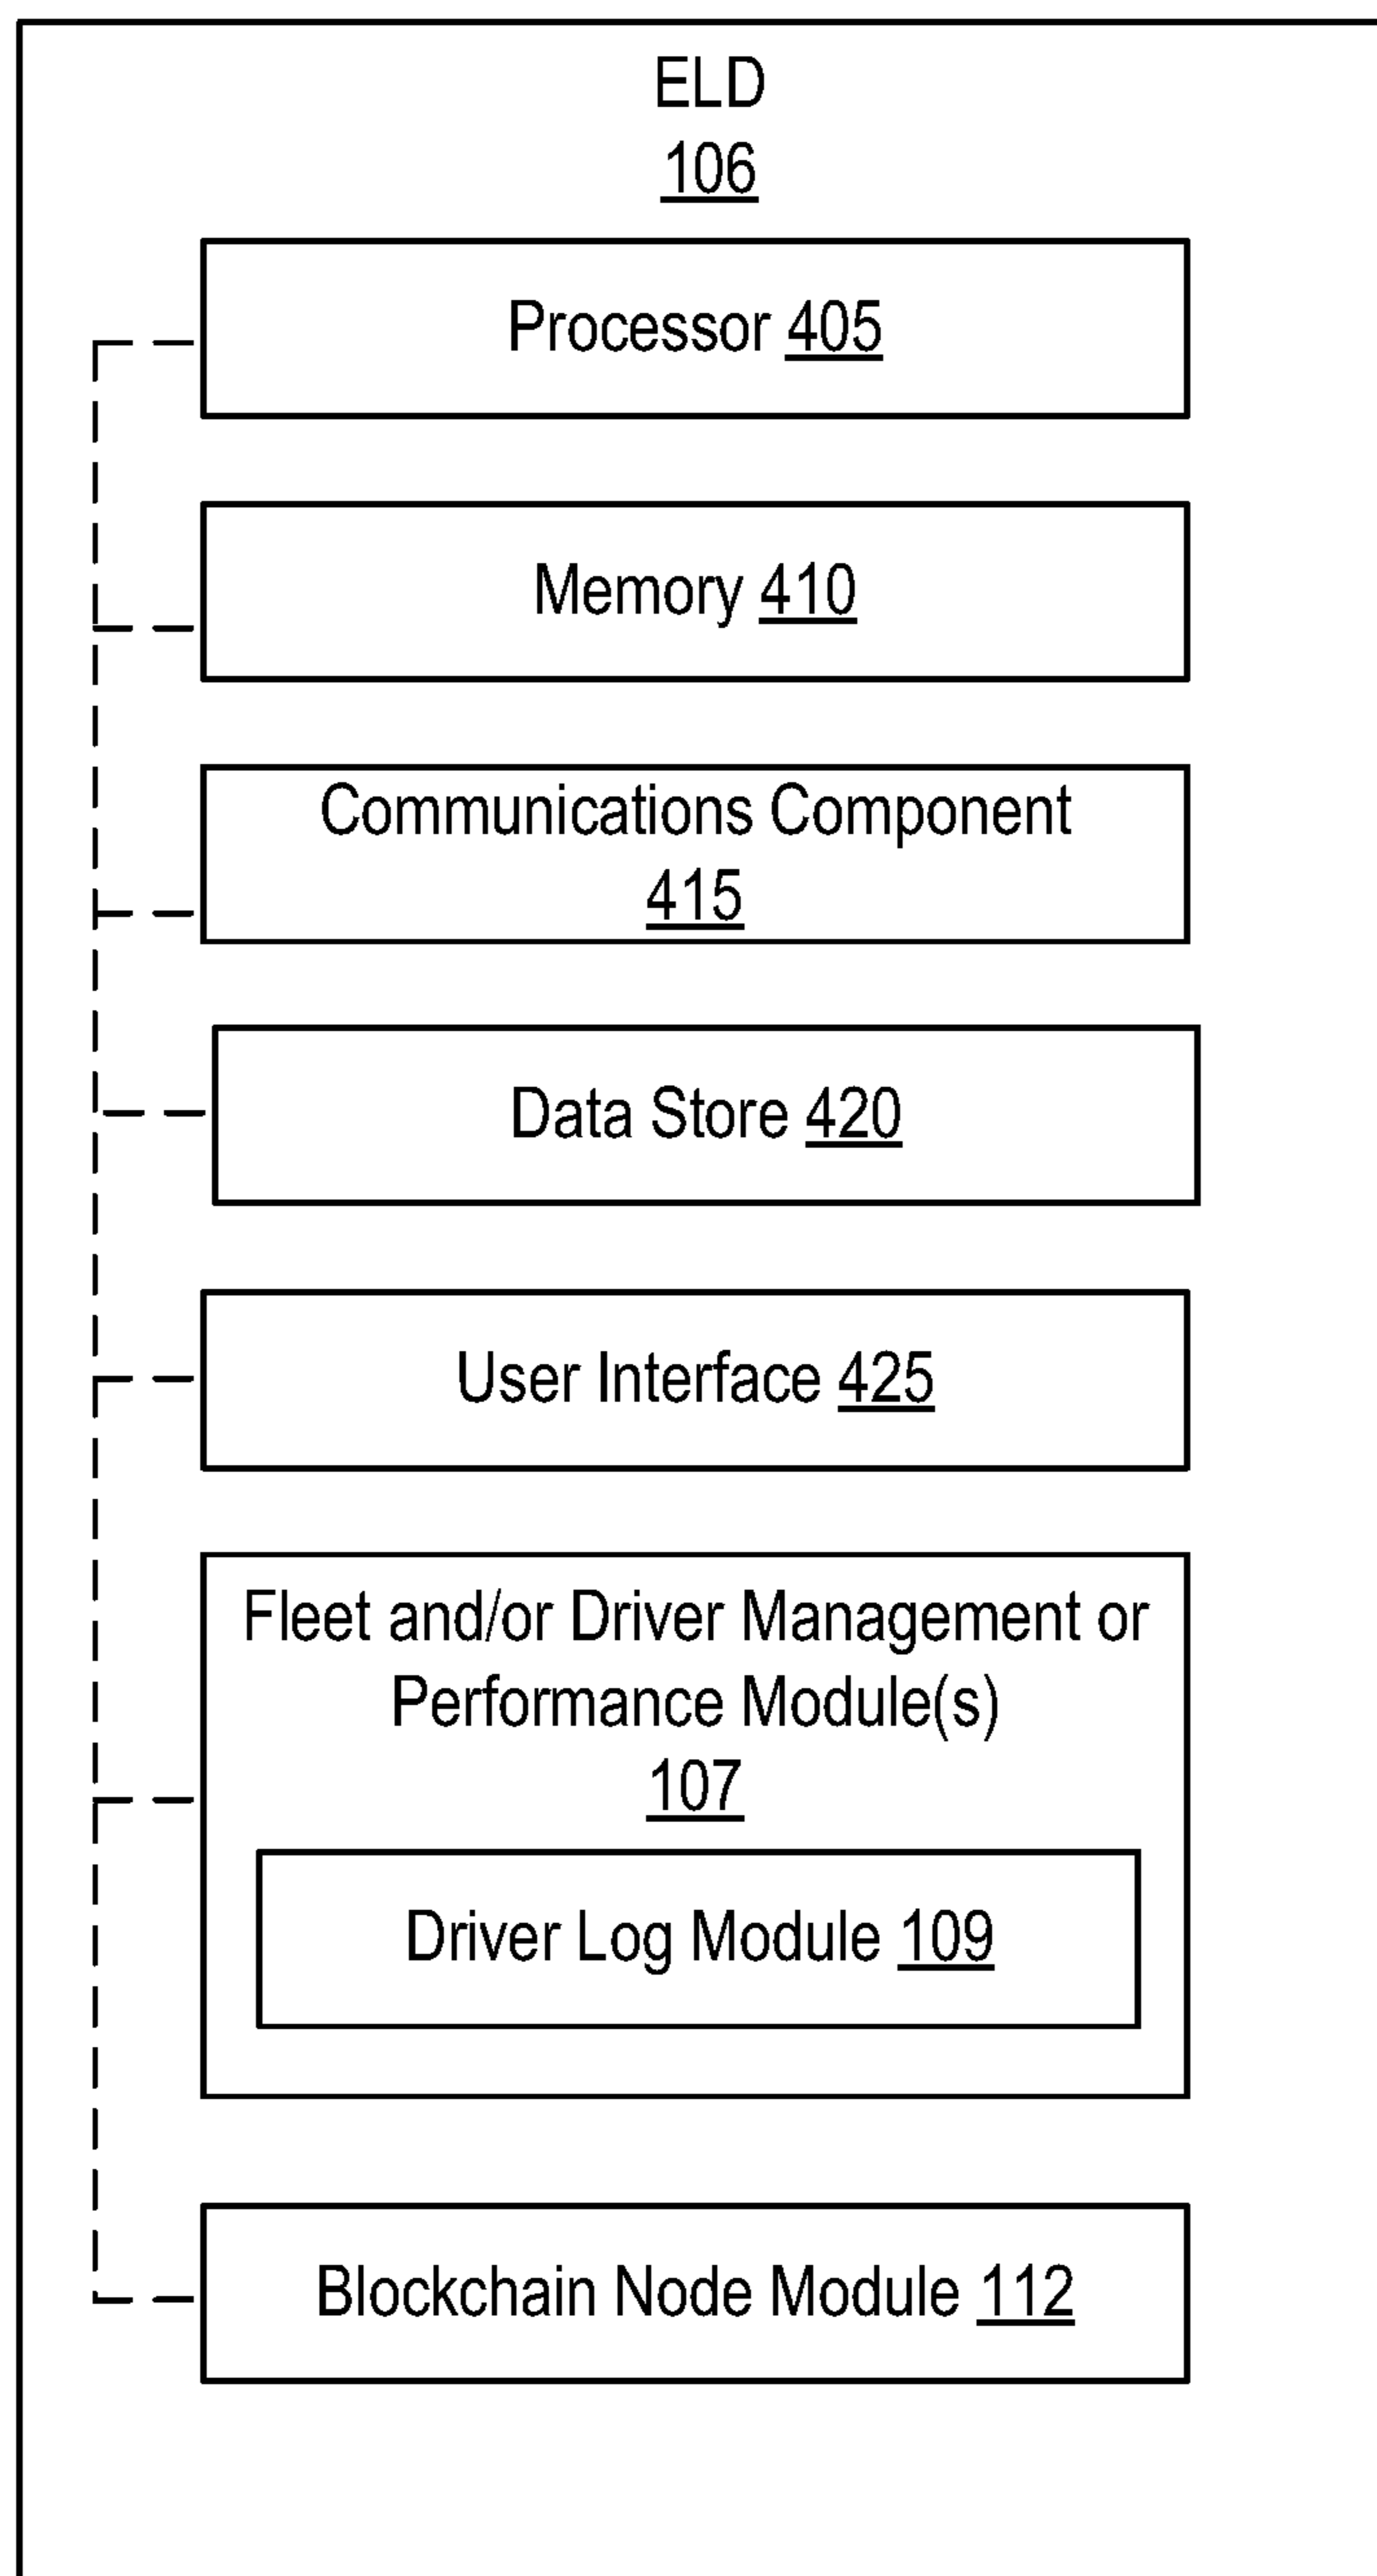 ELD
106
Processor 405
Memory 410
Communications Component
415
Data Store 420
User Interface 425
Fleet and/or Driver Management or
Performance Module(s)
107
Driver Log Module 109
Blockchain Node Module 112